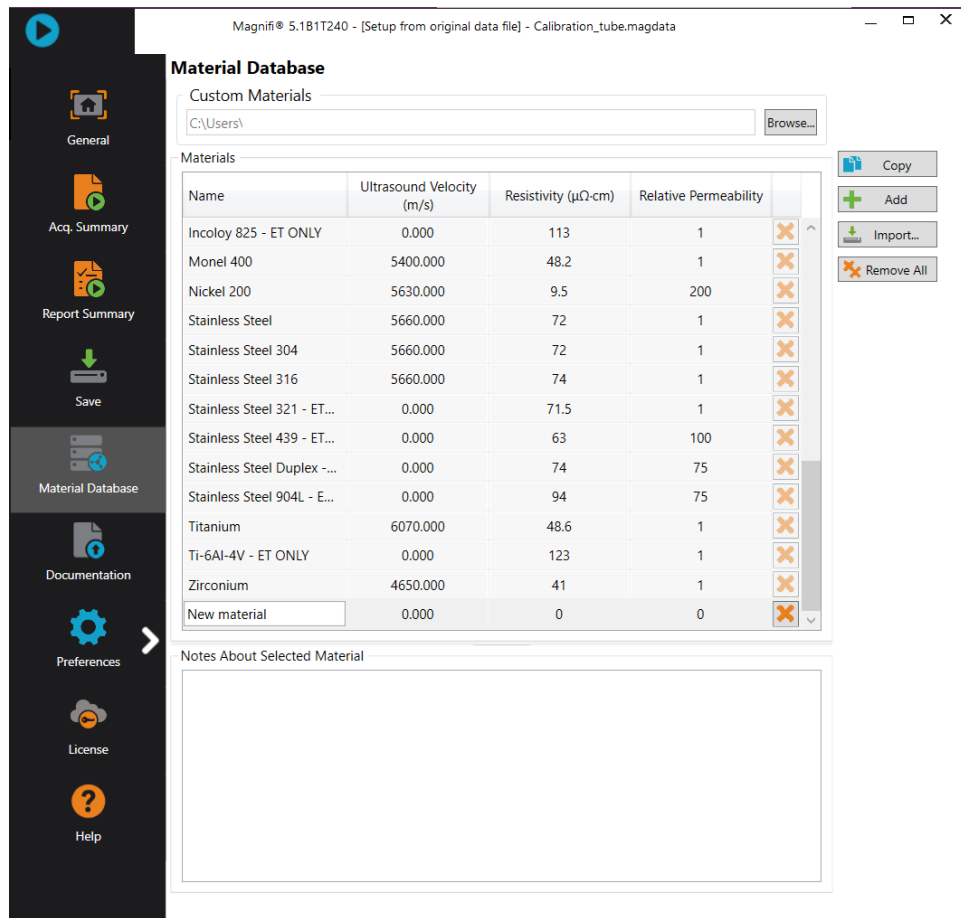 Magnifi® 5.1B1T240 - [Setup from original data file] - Calibration_tube.magdata
General
Acq. Summary
Report Summary
Save
Material Database
Documentation
Preferences
License
Help
Material Database
Custom Materials
C:\Users\
Browse...
Materials
Name Ultrasound Velocity (m/s) Resistivity (µΩ·cm) Relative Permeability
Incoloy 825 - ET ONLY 0.000 113 1
Monel 400 5400.000 48.2 1
Nickel 200 5630.000 9.5 200
Stainless Steel 5660.000 72 1
Stainless Steel 304 5660.000 72 1
Stainless Steel 316 5660.000 74 1
Stainless Steel 321 - ET... 0.000 71.5 1
Stainless Steel 439 - ET... 0.000 63 100
Stainless Steel Duplex -... 0.000 74 75
Stainless Steel 904L - E... 0.000 94 75
Titanium 6070.000 48.6 1
Ti-6Al-4V - ET ONLY 0.000 123 1
Zirconium 4650.000 41 1
New material 0.000 0 0
Copy
Add
Import...
Remove All
Notes About Selected Material